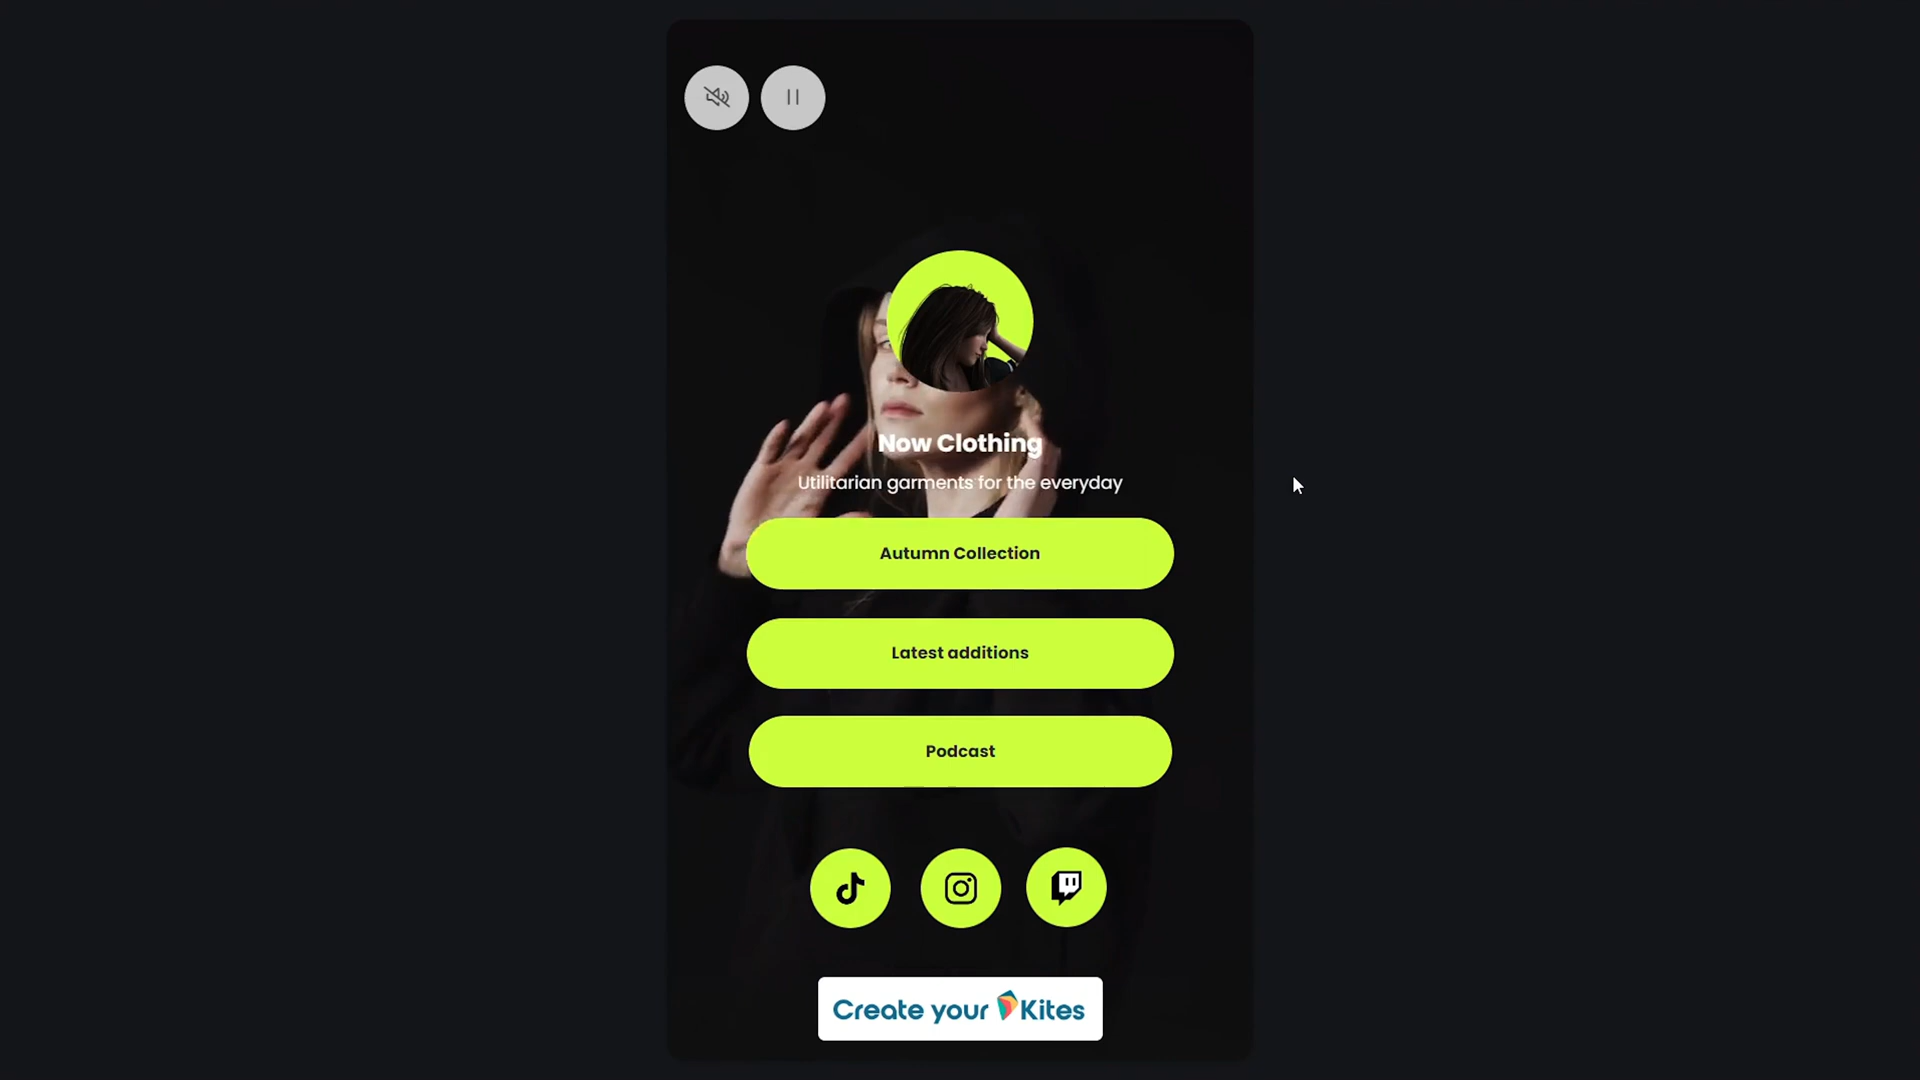 Now Clothing
Utilitarian garments for the everyday
Autumn Collection
Latest additions
Podcast
Create your Kites